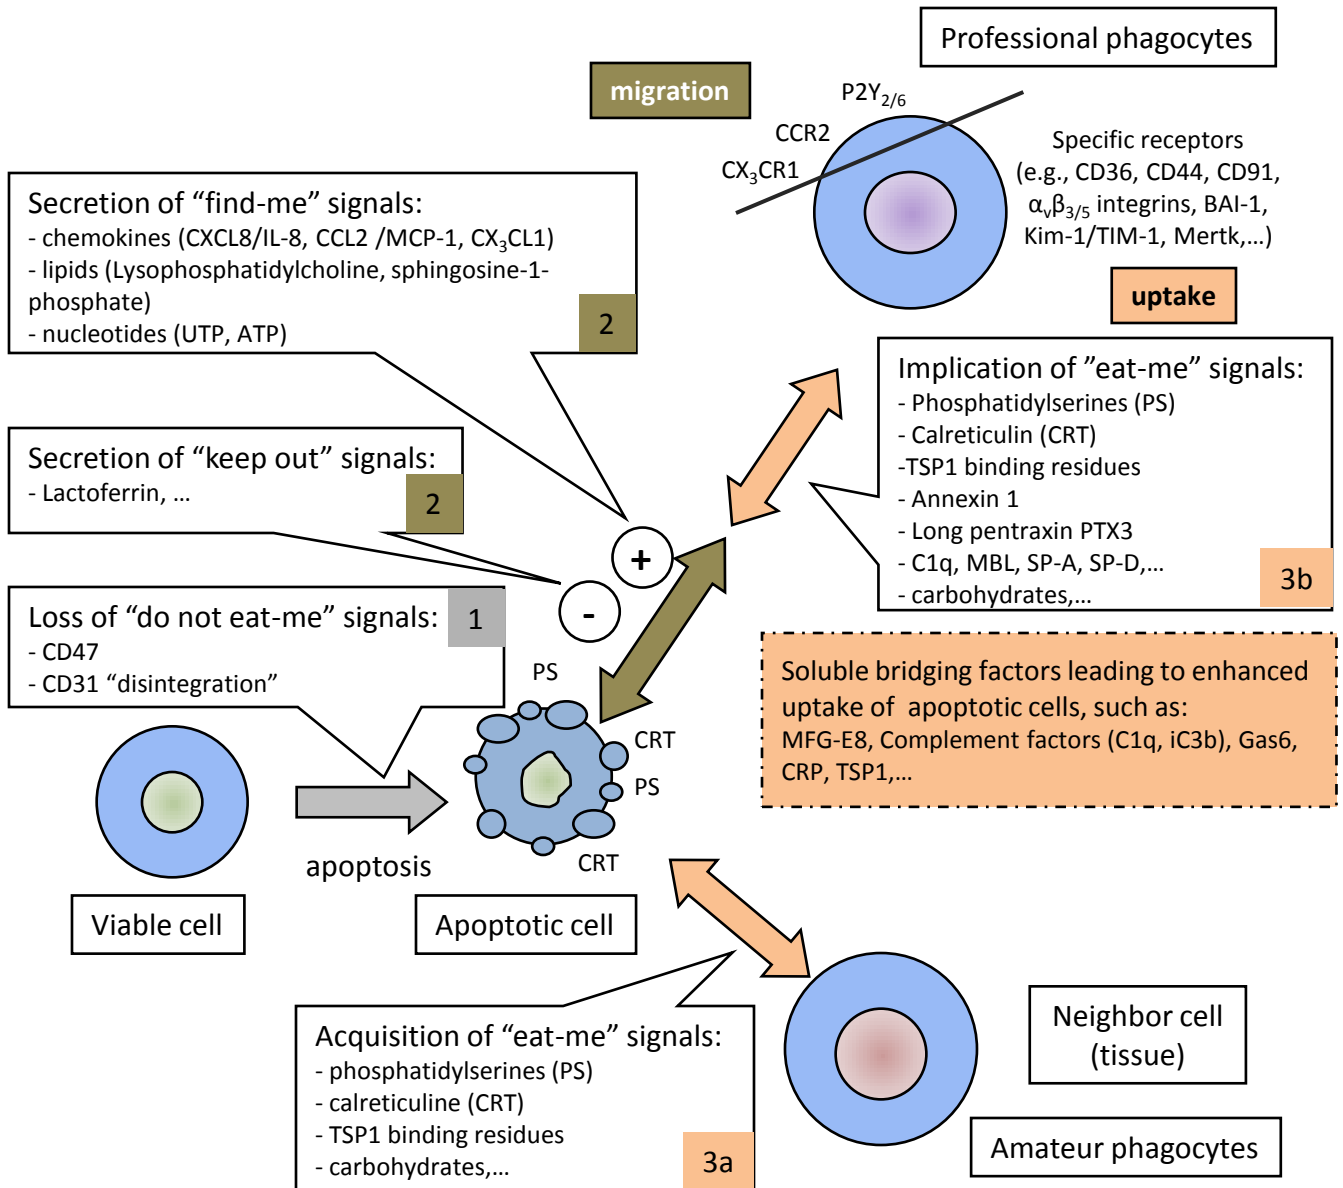 Professional phagocytes
migration
P2Y2/6
CCR2
CX3CR1
Specific receptors
(e.g., CD36, CD44, CD91,
αvβ3/5 integrins, BAI-1,
Kim-1/TIM-1, Mertk,...)
uptake
Secretion of “find-me” signals:
- chemokines (CXCL8/IL-8, CCL2 /MCP-1, CX3CL1)
- lipids (Lysophosphatidylcholine, sphingosine-1-
phosphate)
- nucleotides (UTP, ATP)
2
Implication of ”eat-me” signals:
- Phosphatidylserines (PS)
- Calreticulin (CRT)
-TSP1 binding residues
- Annexin 1
- Long pentraxin PTX3
- C1q, MBL, SP-A, SP-D,...
- carbohydrates,...
3b
Secretion of “keep out” signals:
- Lactoferrin, ...
2
+
-
Loss of “do not eat-me” signals:
- CD47
- CD31 “disintegration”
1
Soluble bridging factors leading to enhanced
uptake of  apoptotic cells, such as:
MFG-E8, Complement factors (C1q, iC3b), Gas6,
CRP, TSP1,...
PS
CRT
PS
CRT
apoptosis
Viable cell
Apoptotic cell
Acquisition of “eat-me” signals:
- phosphatidylserines (PS)
- calreticuline (CRT)
- TSP1 binding residues
- carbohydrates,...
3a
Neighbor cell
(tissue)
Amateur phagocytes